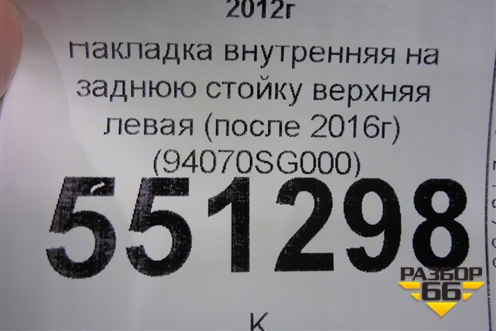 2012г
Накладка внутренняя на
заднюю стойку верхняя
левая (после 2016г)
(94070SG000)
551298
РАЗБОР
66
К